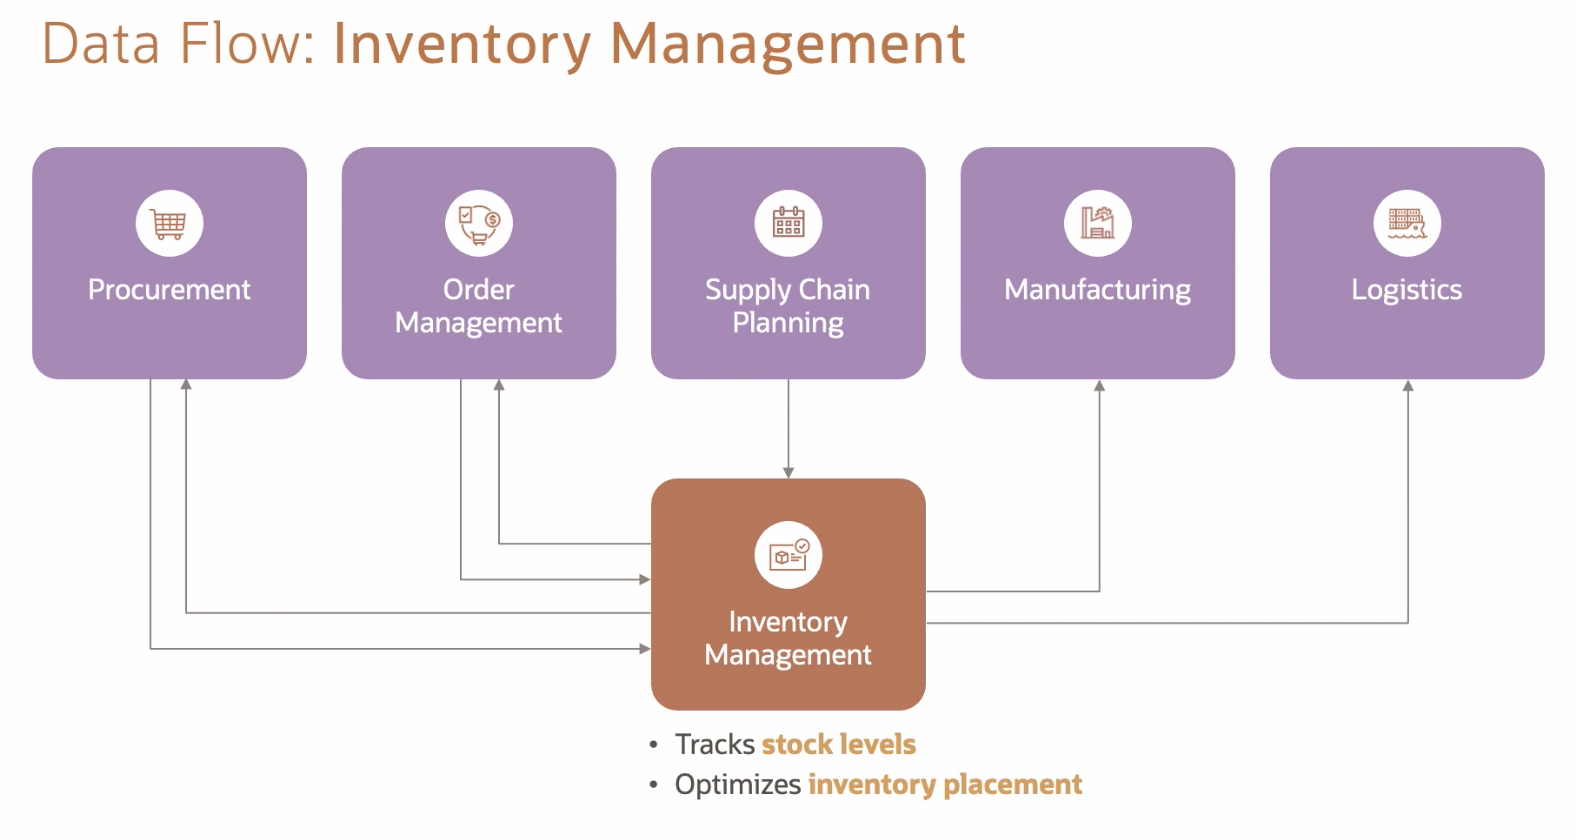 Data Flow: Inventory Management
Procurement
Order
Management
Supply Chain
Planning
Manufacturing
Logistics
Inventory
Management
• Tracks stock levels
• Optimizes inventory placement